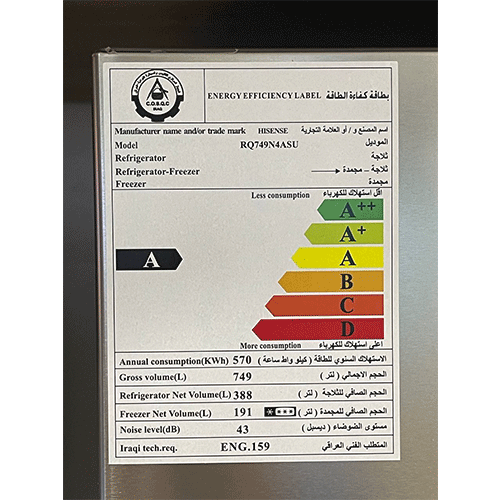 C.O.S.Q.C
IRAQ
ENERGY EFFICIENCY LABEL بطاقة كفاءة الطاقة
Manufacturer name and/or trade mark HISENSE اسم المصنع و / أو العلامة التجارية
Model RQ749N4ASU الموديل
Refrigerator ثلاجة
Refrigerator-Freezer ثلاجة – مجمدة
Freezer مجمدة
Less consumption اقل استهلاك للكهرباء
A++
A+
A A
B
C
D
More consumption اعلى استهلاك للكهرباء
Annual consumption(KWh) 570 الاستهلاك السنوي للطاقة ( كيلو واط ساعة )
Gross volume(L) 749 الحجم الاجمالي ( لتر )
Refrigerator Net Volume(L) 388 الحجم الصافي للثلاجة ( لتر )
Freezer Net Volume(L) 191 الحجم الصافي للمجمدة ( لتر )
Noise level(dB) 43 مستوى الضوضاء ( ديسبل )
Iraqi tech.req. ENG.159 المتطلب الفني العراقي